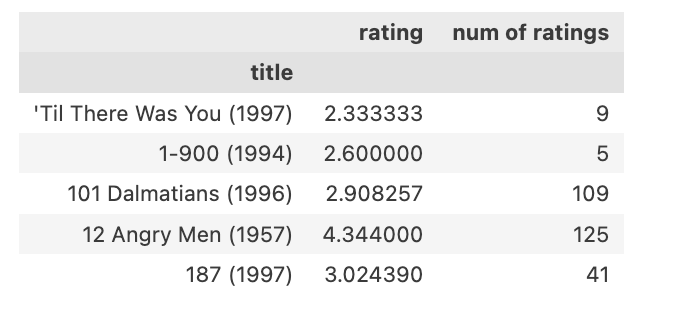 rating num of ratings
title
'Til There Was You (1997) 2.333333 9
1-900 (1994) 2.600000 5
101 Dalmatians (1996) 2.908257 109
12 Angry Men (1957) 4.344000 125
187 (1997) 3.024390 41